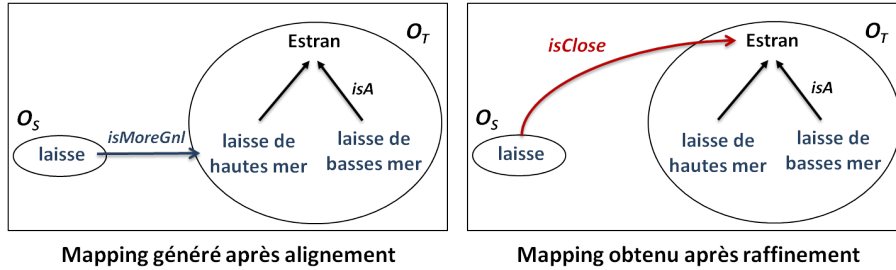 O_T
Estran
isA
O_S
isMoreGnl
laisse
laisse de
hautes mer
laisse de
basses mer
Mapping généré après alignement
O_T
isClose
Estran
isA
O_S
laisse
laisse de
hautes mer
laisse de
basses mer
Mapping obtenu après raffinement